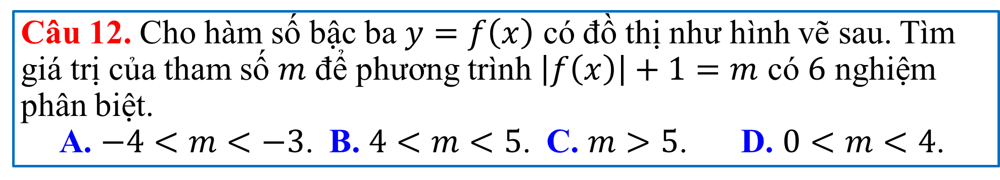 Câu 12. Cho hàm số bậc ba y = f(x) có đồ thị như hình vẽ sau. Tìm
giá trị của tham số m để phương trình |f(x)| + 1 = m có 6 nghiệm
phân biệt.
A. −4 < m < −3. B. 4 < m < 5. C. m > 5. D. 0 < m < 4.